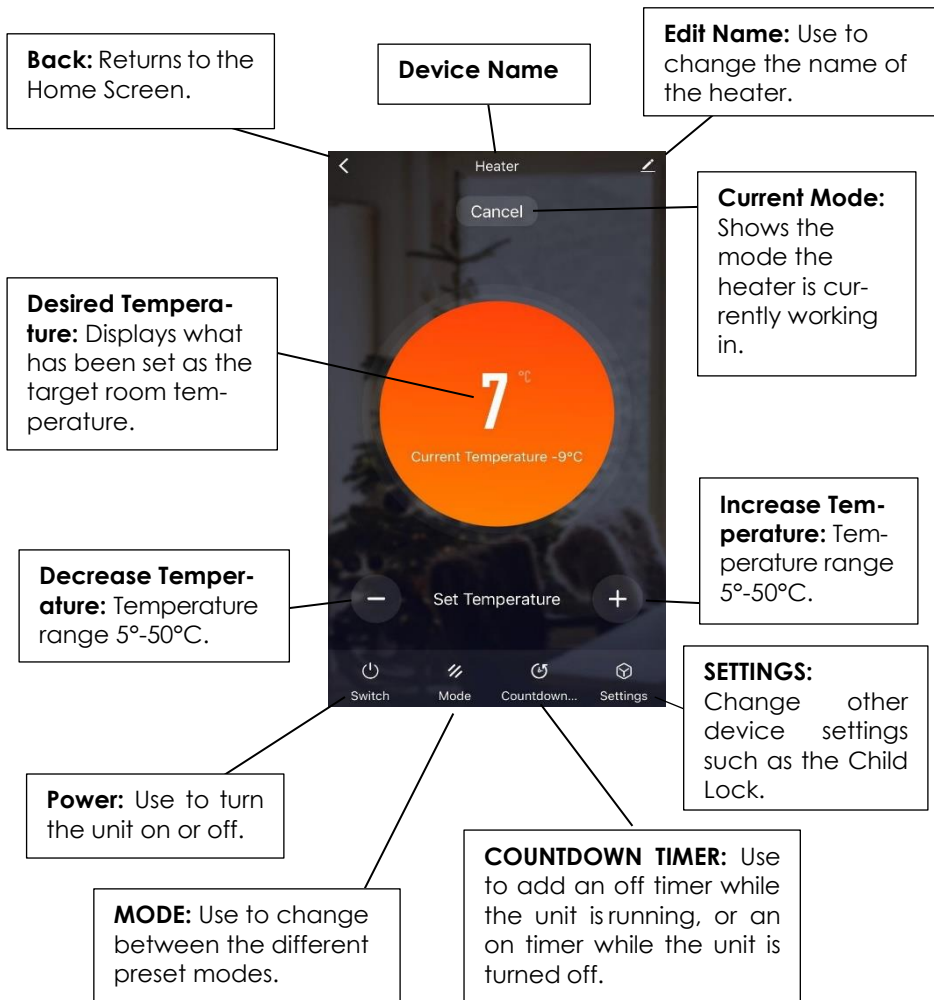 Back: Returns to the
Home Screen.
Device Name
Edit Name: Use to
change the name of
the heater.
Heater
Cancel
Current Mode:
Shows the
mode the
heater is cur-
rently working
in.
Desired Tempera-
ture: Displays what
has been set as the
target room tem-
perature.
7 °C
Current Temperature -9°C
Increase Tem-
perature: Tem-
perature range
5°-50°C.
Decrease Temper-
ature: Temperature
range 5°-50°C.
Set Temperature
Switch
Mode
Countdown...
Settings
SETTINGS:
Change other
device settings
such as the Child
Lock.
Power: Use to turn
the unit on or off.
COUNTDOWN TIMER: Use
to add an off timer while
the unit is running, or an
on timer while the unit is
turned off.
MODE: Use to change
between the different
preset modes.